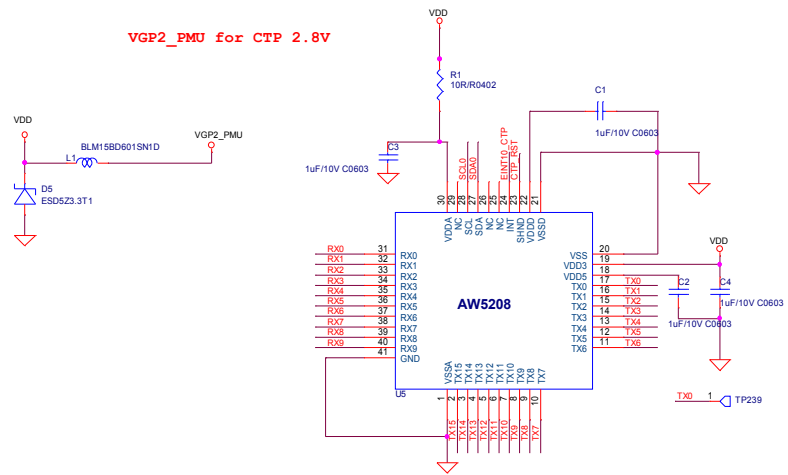 VGP2_PMU for CTP 2.8V
VDD
R1
10R/R0402
C1
1uF/10V C0603
VDD
L1
BLM15BD601SN1D
VGP2_PMU
D5
ESD5Z3.3T1
C3
1uF/10V C0603
SCL0
SDA0
EINT10_CTP
CTP_RST
30 29 28 27 26 25 24 23 22 21
VDDA NC SCL SDA NC NC INT SHND VDDD VSSD
RX0 31 RX0
RX1 32 RX1
RX2 33 RX2
RX3 34 RX3
RX4 35 RX4
RX5 36 RX5
RX6 37 RX6
RX7 38 RX7
RX8 39 RX8
RX9 40 RX9
41 GND
AW5208
U5
VSS 20
VDD3 19
VDD5 18
TX0 17 TX0
TX1 16 TX1
TX2 15 TX2
TX3 14 TX3
TX4 13 TX4
TX5 12 TX5
TX6 11 TX6
VDD
C2
1uF/10V C0603
C4
1uF/10V C0603
VSSA TX15 TX14 TX13 TX12 TX11 TX10 TX9 TX8 TX7
1 2 3 4 5 6 7 8 9 10
TX15 TX14 TX13 TX12 TX11 TX10 TX9 TX8 TX7
TX0 1 TP239